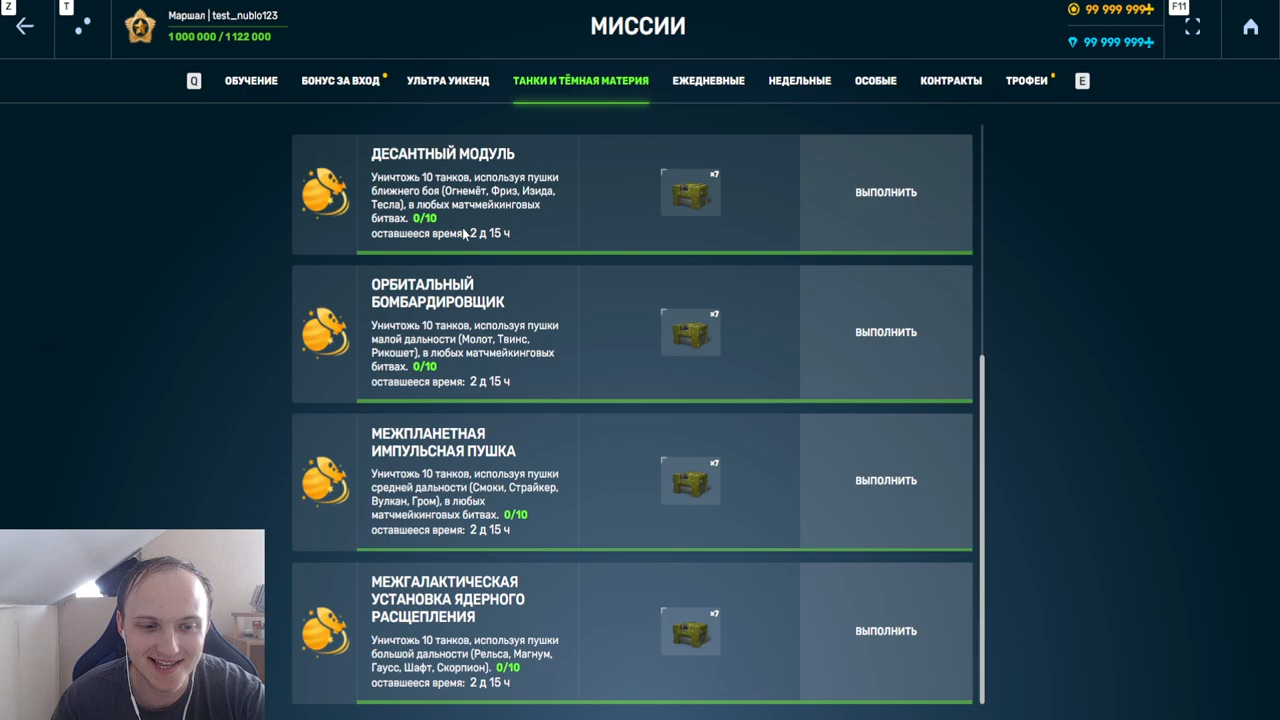 Z
T
Маршал | test_nublo123
1 000 000 / 1 122 000
МИССИИ
99 999 999+
99 999 999+
F11
Q
ОБУЧЕНИЕ
БОНУС ЗА ВХОД
УЛЬТРА УИКЕНД
ТАНКИ И ТЁМНАЯ МАТЕРИЯ
ЕЖЕДНЕВНЫЕ
НЕДЕЛЬНЫЕ
ОСОБЫЕ
КОНТРАКТЫ
ТРОФЕИ
E
ДЕСАНТНЫЙ МОДУЛЬ
Уничтожь 10 танков, используя пушки
ближнего боя (Огнемёт, Фриз, Изида,
Тесла), в любых матчмейкинговых
битвах. 0/10
оставшееся время: 2 д 15 ч
x7
ВЫПОЛНИТЬ
ОРБИТАЛЬНЫЙ
БОМБАРДИРОВЩИК
Уничтожь 10 танков, используя пушки
малой дальности (Молот, Твинс,
Рикошет), в любых матчмейкинговых
битвах. 0/10
оставшееся время: 2 д 15 ч
x7
ВЫПОЛНИТЬ
МЕЖПЛАНЕТНАЯ
ИМПУЛЬСНАЯ ПУШКА
Уничтожь 10 танков, используя пушки
средней дальности (Смоки, Страйкер,
Вулкан, Гром), в любых
матчмейкинговых битвах. 0/10
оставшееся время: 2 д 15 ч
x7
ВЫПОЛНИТЬ
МЕЖГАЛАКТИЧЕСКАЯ
УСТАНОВКА ЯДЕРНОГО
РАСЩЕПЛЕНИЯ
Уничтожь 10 танков, используя пушки
большой дальности (Рельса, Магнум,
Гаусс, Шафт, Скорпион). 0/10
оставшееся время: 2 д 15 ч
x7
ВЫПОЛНИТЬ